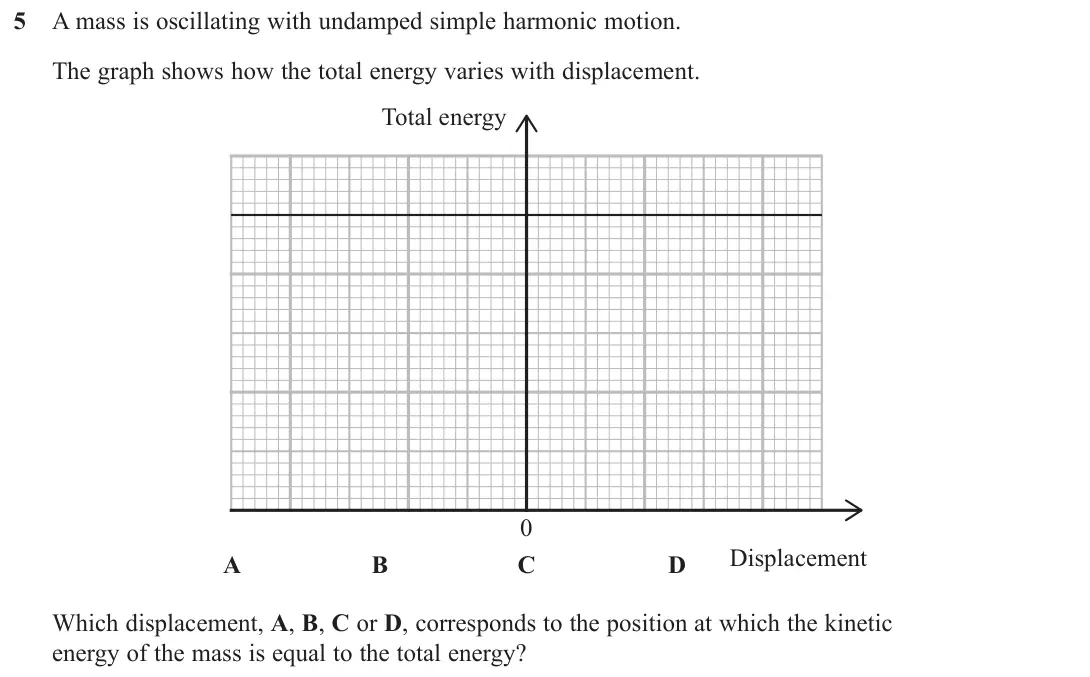 5 A mass is oscillating with undamped simple harmonic motion.
The graph shows how the total energy varies with displacement.
Total energy
0
A B C D Displacement
Which displacement, A, B, C or D, corresponds to the position at which the kinetic
energy of the mass is equal to the total energy?